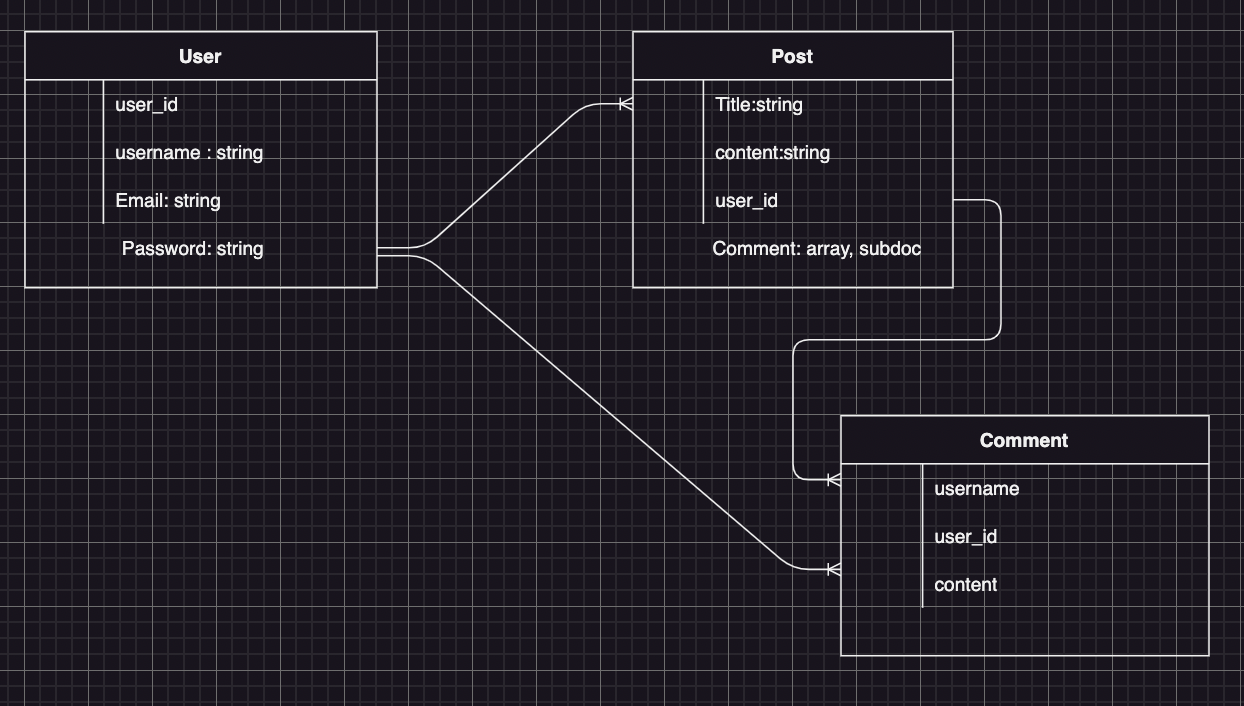 User
user_id
username : string
Email: string
Password: string
Post
Title:string
content:string
user_id
Comment: array, subdoc
Comment
username
user_id
content